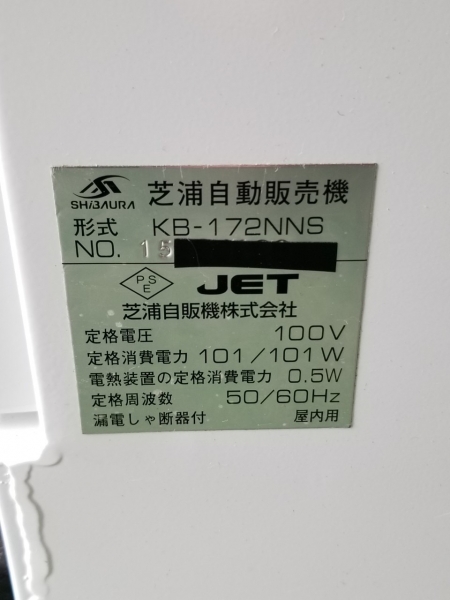 SHiBAURA 芝浦自動販売機
形式 KB-172NNS
NO. 15
PSE JET
芝浦自販機株式会社
定格電圧 100V
定格消費電力 101/101W
電熱装置の定格消費電力 0.5W
定格周波数 50/60Hz
漏電しゃ断器付 屋内用